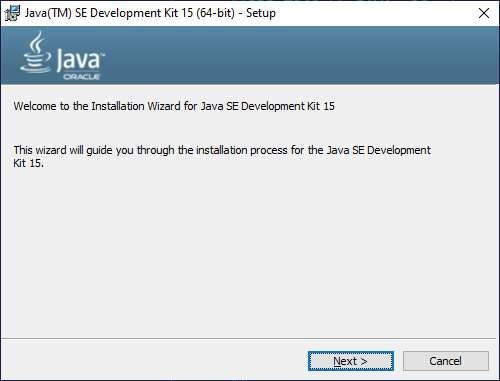 Java(TM) SE Development Kit 15 (64-bit) - Setup
Java™
ORACLE
Welcome to the Installation Wizard for Java SE Development Kit 15
This wizard will guide you through the installation process for the Java SE Development
Kit 15.
Next >
Cancel